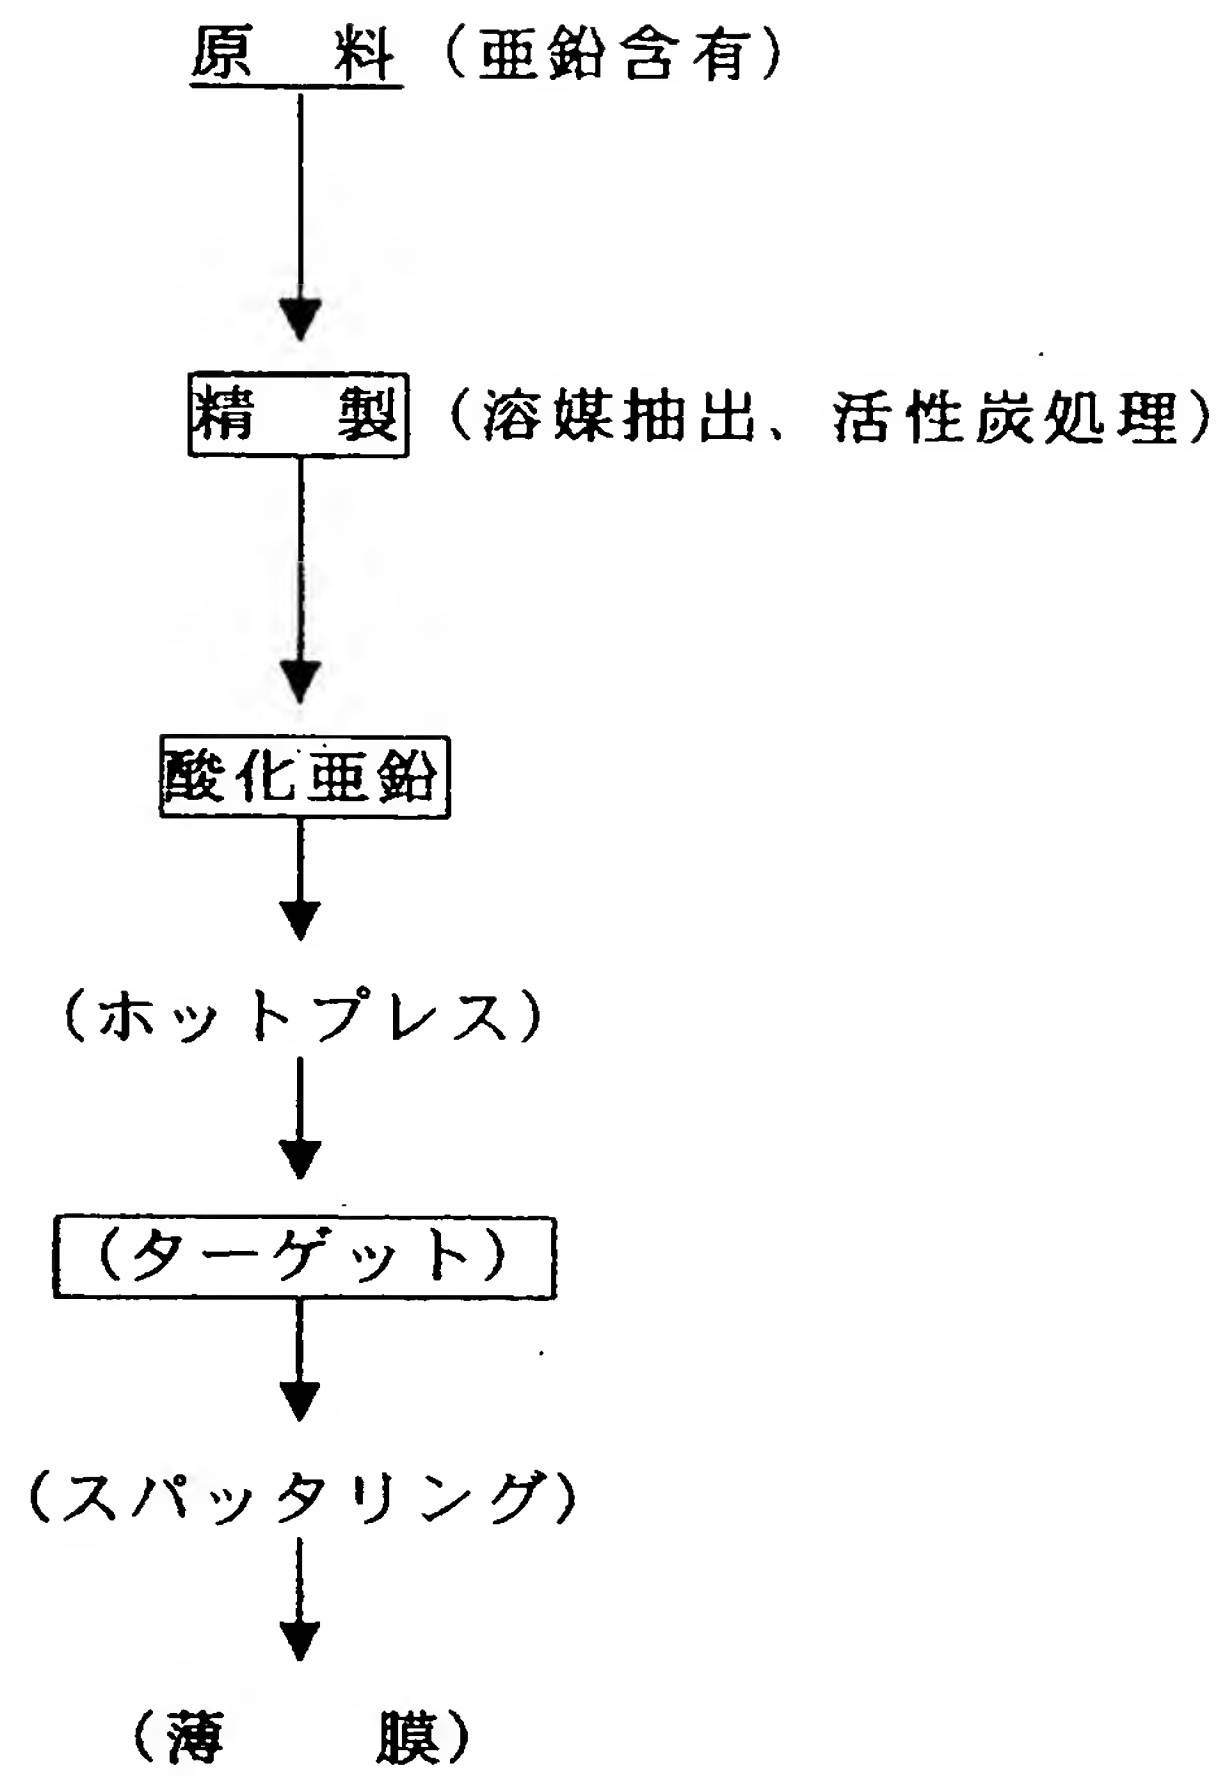 原 料 (亜鉛含有)
精 製 (溶媒抽出、活性炭処理)
酸化亜鉛
(ホットプレス)
(ターゲット)
(スパッタリング)
(薄 膜)